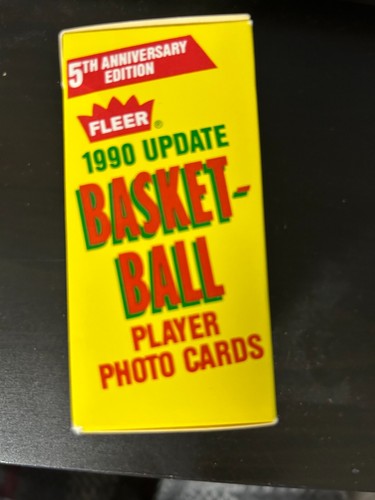 5TH ANNIVERSARY
EDITION
FLEER®
1990 UPDATE
BASKET-
BALL
PLAYER
PHOTO CARDS